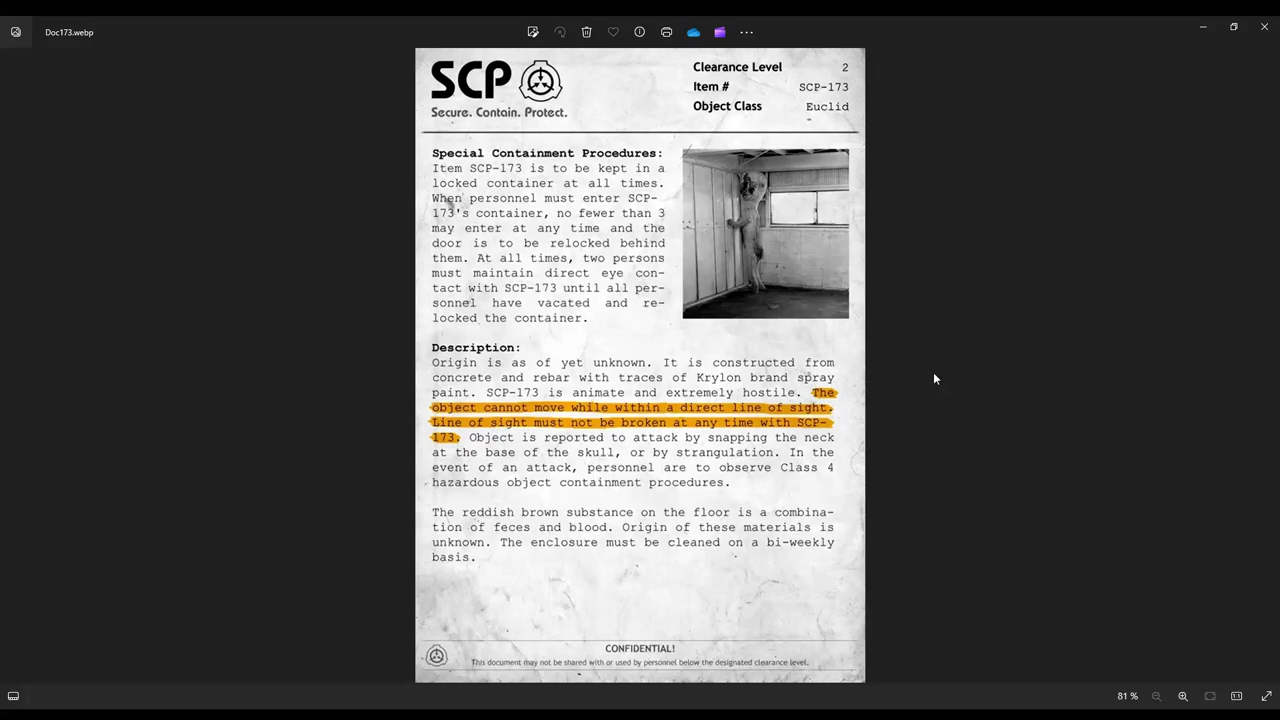 Doc173.webp
SCP
Secure. Contain. Protect.
Clearance Level 2
Item # SCP-173
Object Class Euclid
Special Containment Procedures:
Item SCP-173 is to be kept in a
locked container at all times.
When personnel must enter SCP-
173's container, no fewer than 3
may enter at any time and the
door is to be relocked behind
them. At all times, two persons
must maintain direct eye con-
tact with SCP-173 until all per-
sonnel have vacated and re-
locked the container.
Description:
Origin is as of yet unknown. It is constructed from
concrete and rebar with traces of Krylon brand spray
paint. SCP-173 is animate and extremely hostile. The
object cannot move while within a direct line of sight.
Line of sight must not be broken at any time with SCP-
173. Object is reported to attack by snapping the neck
at the base of the skull, or by strangulation. In the
event of an attack, personnel are to observe Class 4
hazardous object containment procedures.
The reddish brown substance on the floor is a combina-
tion of feces and blood. Origin of these materials is
unknown. The enclosure must be cleaned on a bi-weekly
basis.
CONFIDENTIAL!
This document may not be shared with or used by personnel below the designated clearance level.
81 %